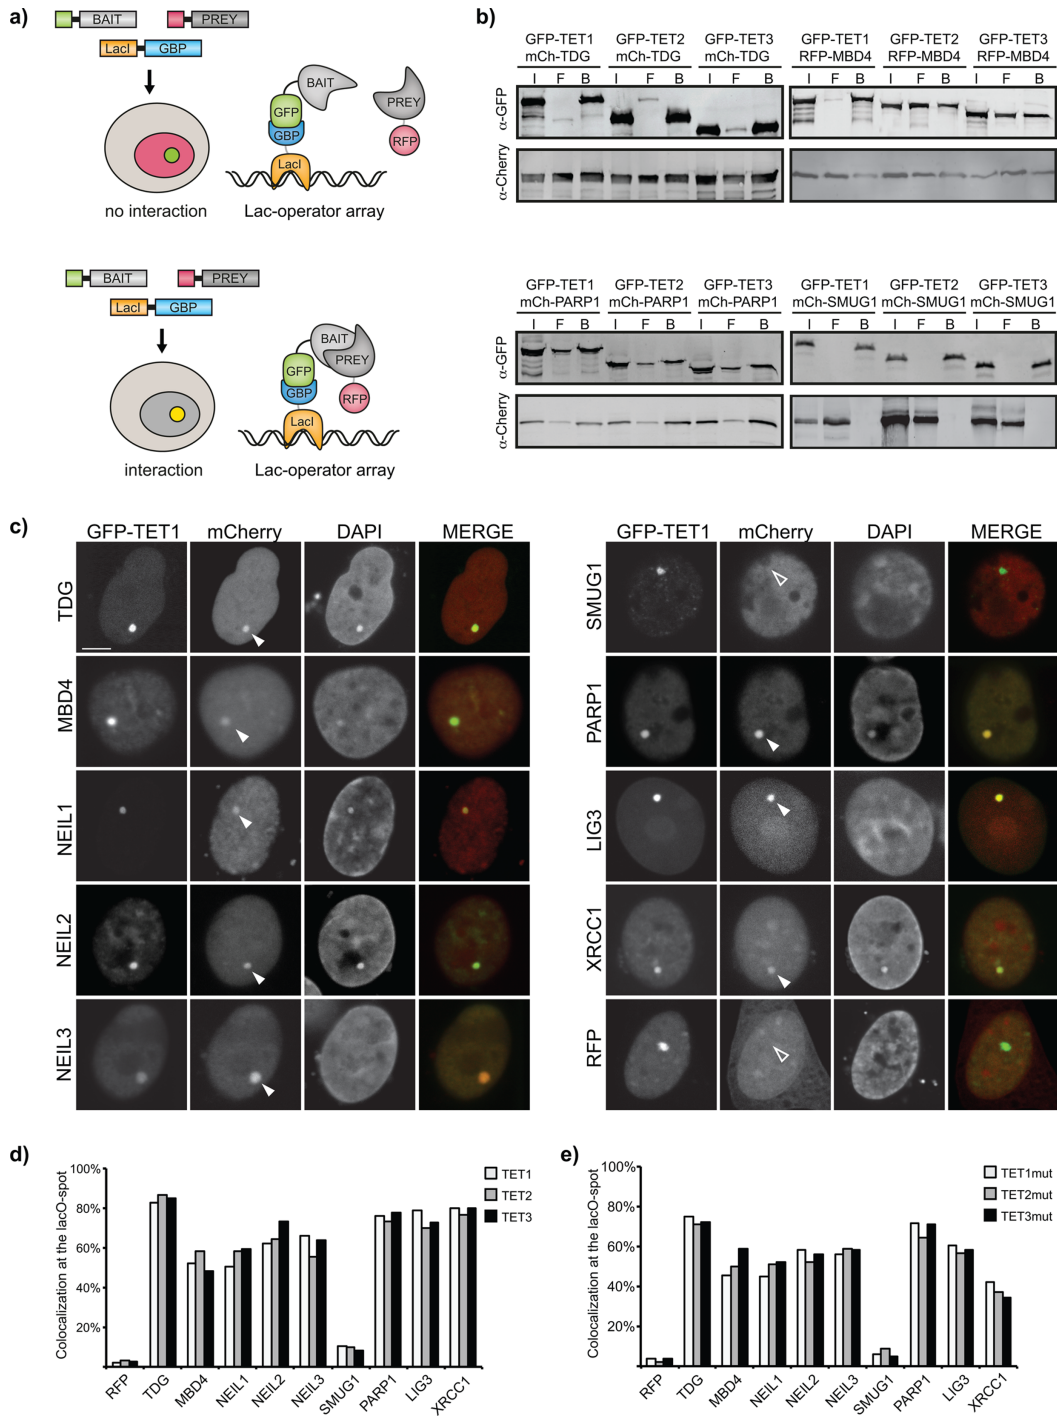 a)
BAIT
PREY
LacI
GBP
no interaction
BAIT
GFP
GBP
LacI
PREY
RFP
Lac-operator array
BAIT
PREY
LacI
GBP
interaction
BAIT
PREY
GFP
GBP
RFP
LacI
Lac-operator array
b)
GFP-TET1 GFP-TET2 GFP-TET3
mCh-TDG mCh-TDG mCh-TDG
I F B I F B I F B
α-GFP
α-Cherry
GFP-TET1 GFP-TET2 GFP-TET3
RFP-MBD4 RFP-MBD4 RFP-MBD4
I F B I F B I F B
GFP-TET1 GFP-TET2 GFP-TET3
mCh-PARP1 mCh-PARP1 mCh-PARP1
I F B I F B I F B
α-GFP
α-Cherry
GFP-TET1 GFP-TET2 GFP-TET3
mCh-SMUG1 mCh-SMUG1 mCh-SMUG1
I F B I F B I F B
c)
GFP-TET1 mCherry DAPI MERGE
TDG
MBD4
NEIL1
NEIL2
NEIL3
GFP-TET1 mCherry DAPI MERGE
SMUG1
PARP1
LIG3
XRCC1
RFP
d)
Colocalization at the lacO-spot
100%
80%
60%
40%
20%
TET1
TET2
TET3
RFP TDG MBD4 NEIL1 NEIL2 NEIL3 SMUG1 PARP1 LIG3 XRCC1
e)
Colocalization at the lacO-spot
100%
80%
60%
40%
20%
TET1mut
TET2mut
TET3mut
RFP TDG MBD4 NEIL1 NEIL2 NEIL3 SMUG1 PARP1 LIG3 XRCC1